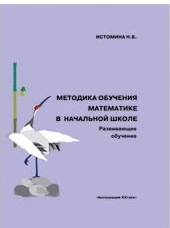 ИСТОМИНА Н.Б.
МЕТОДИКА ОБУЧЕНИЯ
МАТЕМАТИКЕ
В НАЧАЛЬНОЙ ШКОЛЕ
Развивающее
обучение
«Ассоциация XXI век»